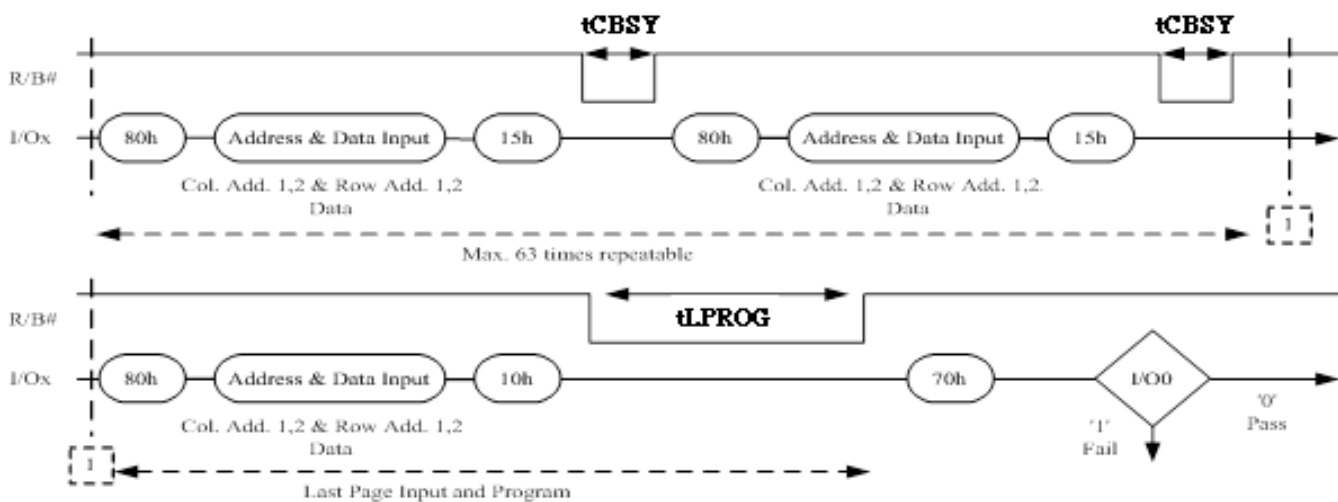 tCBSY tCBSY
R/B#
I/Ox 80h Address & Data Input 15h 80h Address & Data Input 15h
Col. Add. 1,2 & Row Add. 1,2 Col. Add. 1,2 & Row Add. 1,2.
Data Data
1
Max. 63 times repeatable
R/B# tLPROG
I/Ox 80h Address & Data Input 10h 70h I/O0
Col. Add. 1,2 & Row Add. 1,2 '1' '0'
Data Fail Pass
1
Last Page Input and Program